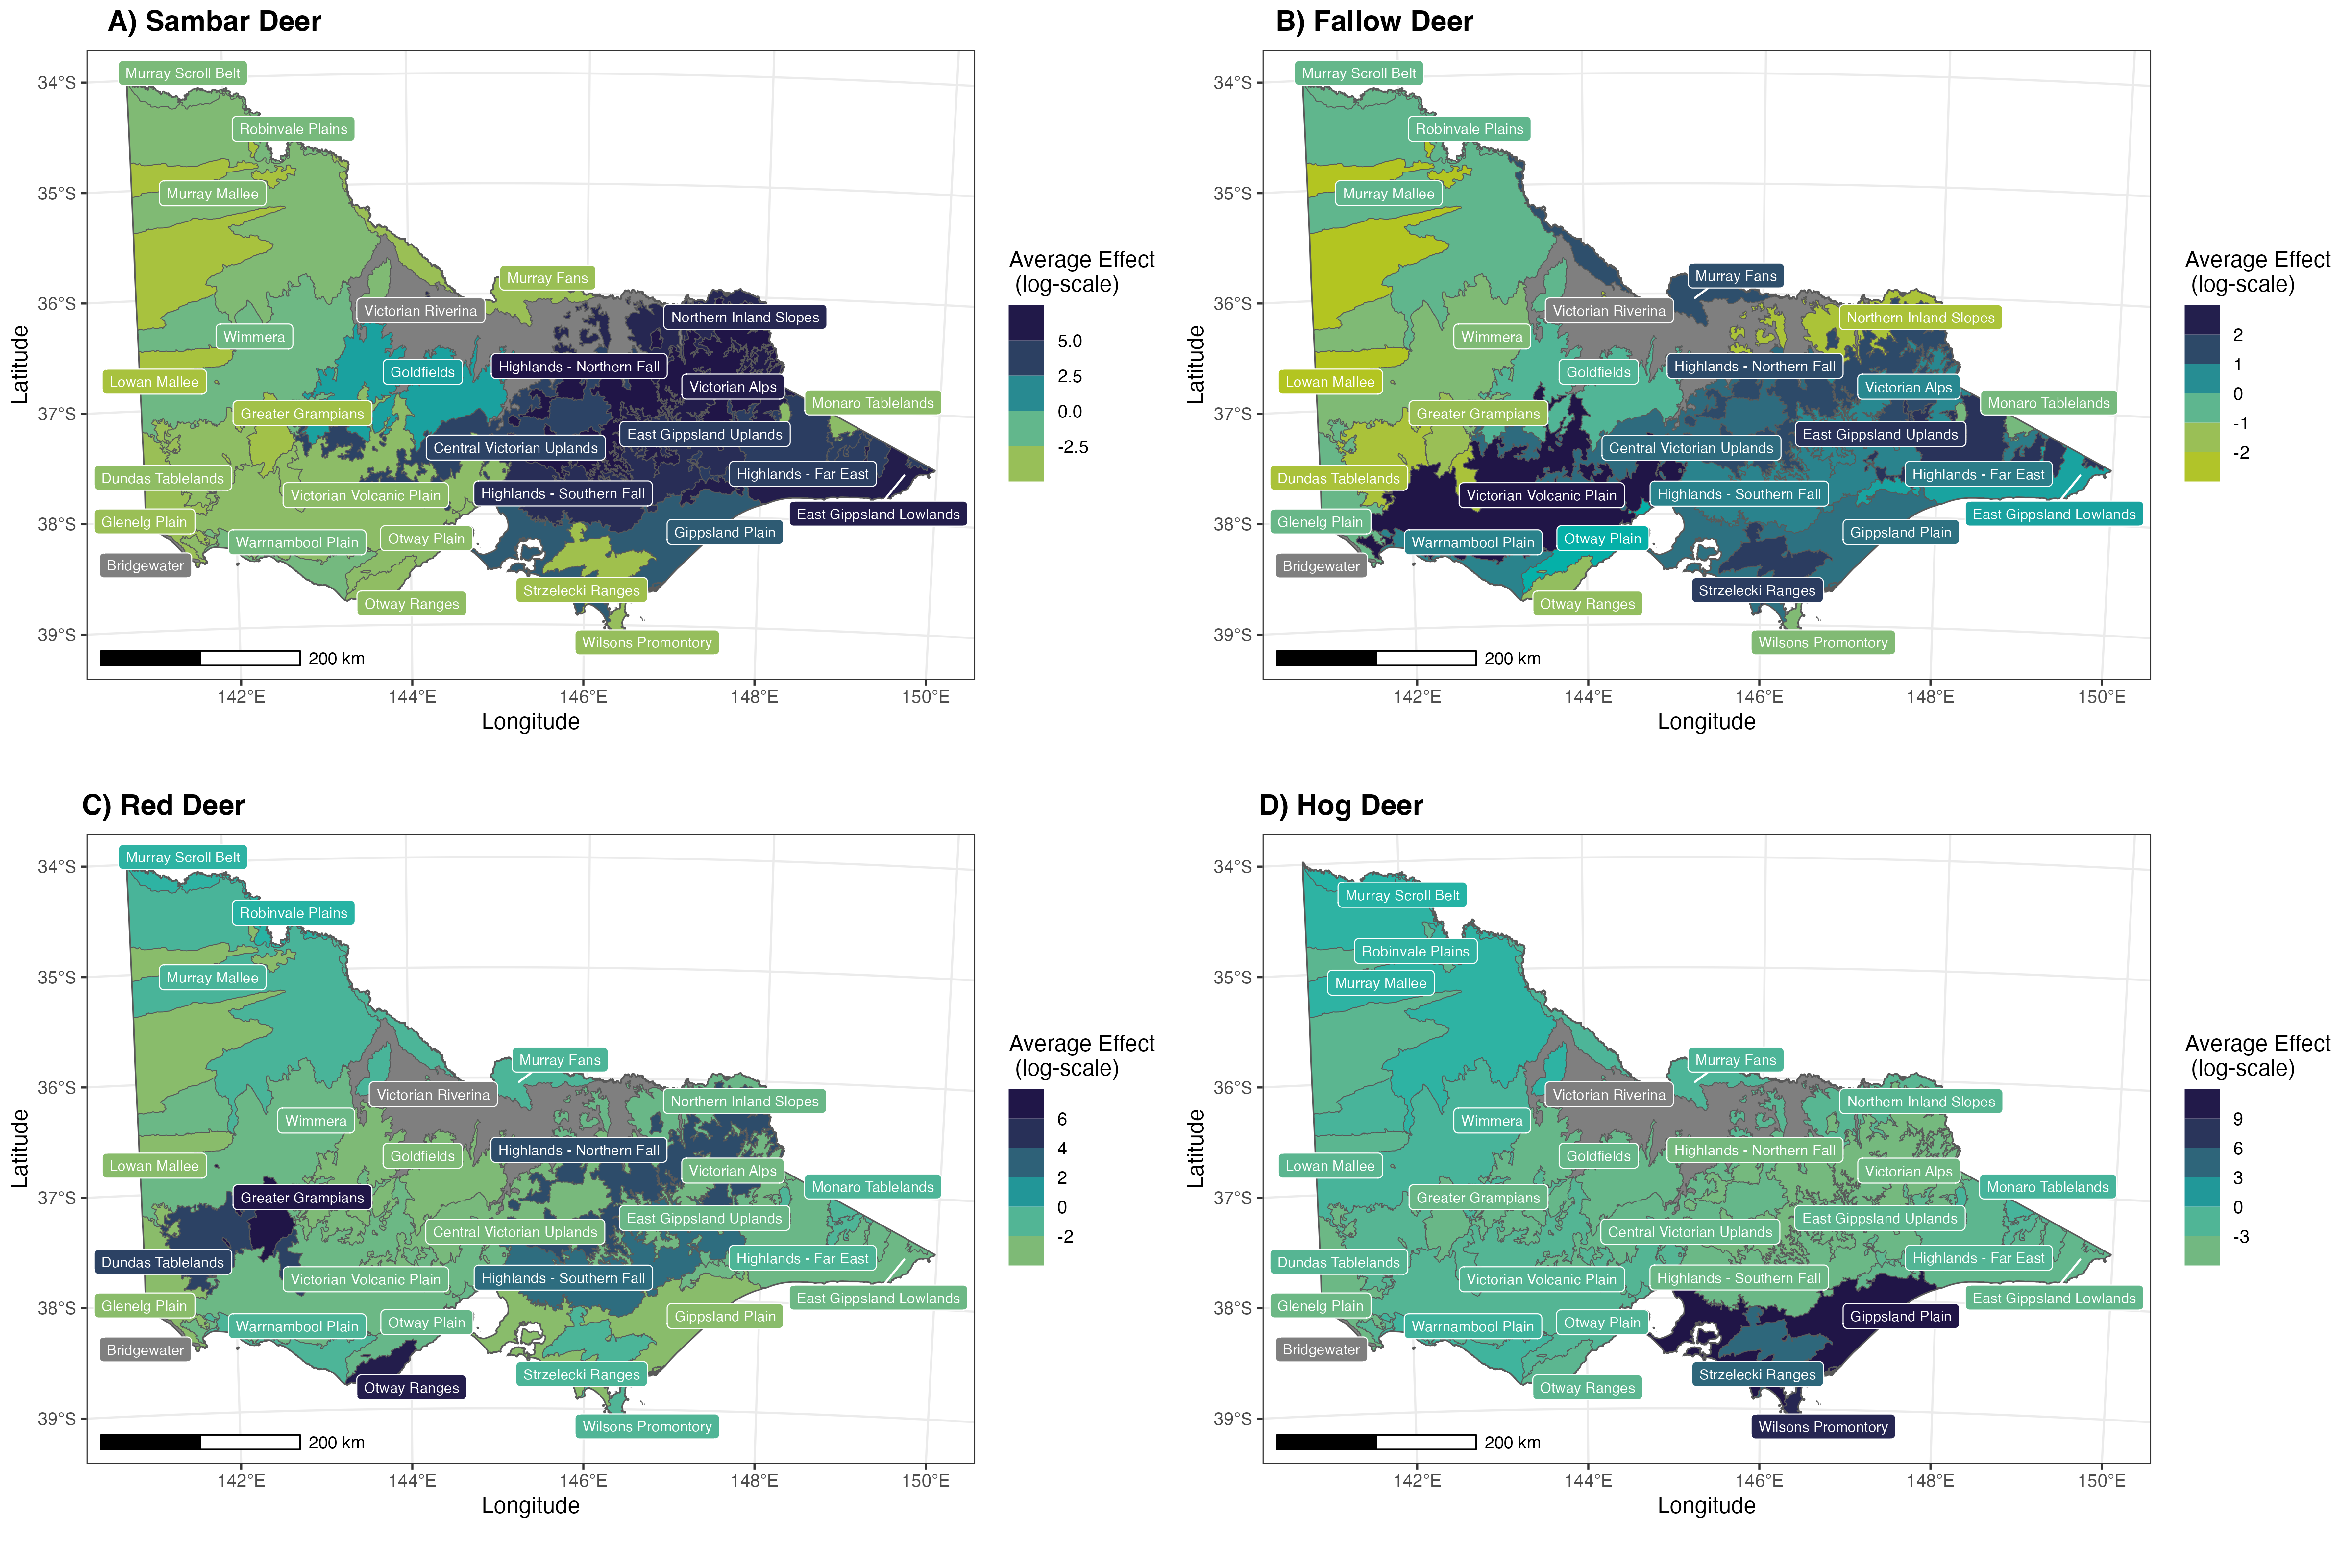 A) Sambar Deer
34°S
35°S
36°S
37°S
38°S
39°S
Latitude
Murray Scroll Belt
Robinvale Plains
Murray Mallee
Murray Fans
Victorian Riverina
Northern Inland Slopes
Wimmera
Highlands - Northern Fall
Goldfields
Lowan Mallee
Victorian Alps
Monaro Tablelands
Greater Grampians
East Gippsland Uplands
Central Victorian Uplands
Highlands - Far East
Dundas Tablelands
Victorian Volcanic Plain
Highlands - Southern Fall
East Gippsland Lowlands
Glenelg Plain
Gippsland Plain
Warrnambool Plain
Otway Plain
Bridgewater
Strzelecki Ranges
Otway Ranges
Wilsons Promontory
200 km
142°E
144°E
146°E
148°E
150°E
Longitude
Average Effect
(log-scale)
5.0
2.5
0.0
-2.5
B) Fallow Deer
34°S
35°S
36°S
37°S
38°S
39°S
Latitude
Murray Scroll Belt
Robinvale Plains
Murray Mallee
Murray Fans
Victorian Riverina
Northern Inland Slopes
Wimmera
Highlands - Northern Fall
Goldfields
Lowan Mallee
Victorian Alps
Monaro Tablelands
Greater Grampians
East Gippsland Uplands
Central Victorian Uplands
Highlands - Far East
Dundas Tablelands
Victorian Volcanic Plain
Highlands - Southern Fall
East Gippsland Lowlands
Glenelg Plain
Gippsland Plain
Warrnambool Plain
Otway Plain
Bridgewater
Strzelecki Ranges
Otway Ranges
Wilsons Promontory
200 km
142°E
144°E
146°E
148°E
150°E
Longitude
Average Effect
(log-scale)
2
1
0
-1
-2
C) Red Deer
34°S
35°S
36°S
37°S
38°S
39°S
Latitude
Murray Scroll Belt
Robinvale Plains
Murray Mallee
Murray Fans
Victorian Riverina
Northern Inland Slopes
Wimmera
Highlands - Northern Fall
Goldfields
Lowan Mallee
Victorian Alps
Monaro Tablelands
Greater Grampians
East Gippsland Uplands
Central Victorian Uplands
Highlands - Far East
Dundas Tablelands
Victorian Volcanic Plain
Highlands - Southern Fall
East Gippsland Lowlands
Glenelg Plain
Gippsland Plain
Warrnambool Plain
Otway Plain
Bridgewater
Strzelecki Ranges
Otway Ranges
Wilsons Promontory
200 km
142°E
144°E
146°E
148°E
150°E
Longitude
Average Effect
(log-scale)
6
4
2
0
-2
D) Hog Deer
34°S
35°S
36°S
37°S
38°S
39°S
Latitude
Murray Scroll Belt
Robinvale Plains
Murray Mallee
Murray Fans
Victorian Riverina
Northern Inland Slopes
Wimmera
Highlands - Northern Fall
Goldfields
Lowan Mallee
Victorian Alps
Monaro Tablelands
Greater Grampians
East Gippsland Uplands
Central Victorian Uplands
Highlands - Far East
Dundas Tablelands
Victorian Volcanic Plain
Highlands - Southern Fall
East Gippsland Lowlands
Glenelg Plain
Gippsland Plain
Warrnambool Plain
Otway Plain
Bridgewater
Strzelecki Ranges
Otway Ranges
Wilsons Promontory
200 km
142°E
144°E
146°E
148°E
150°E
Longitude
Average Effect
(log-scale)
9
6
3
0
-3